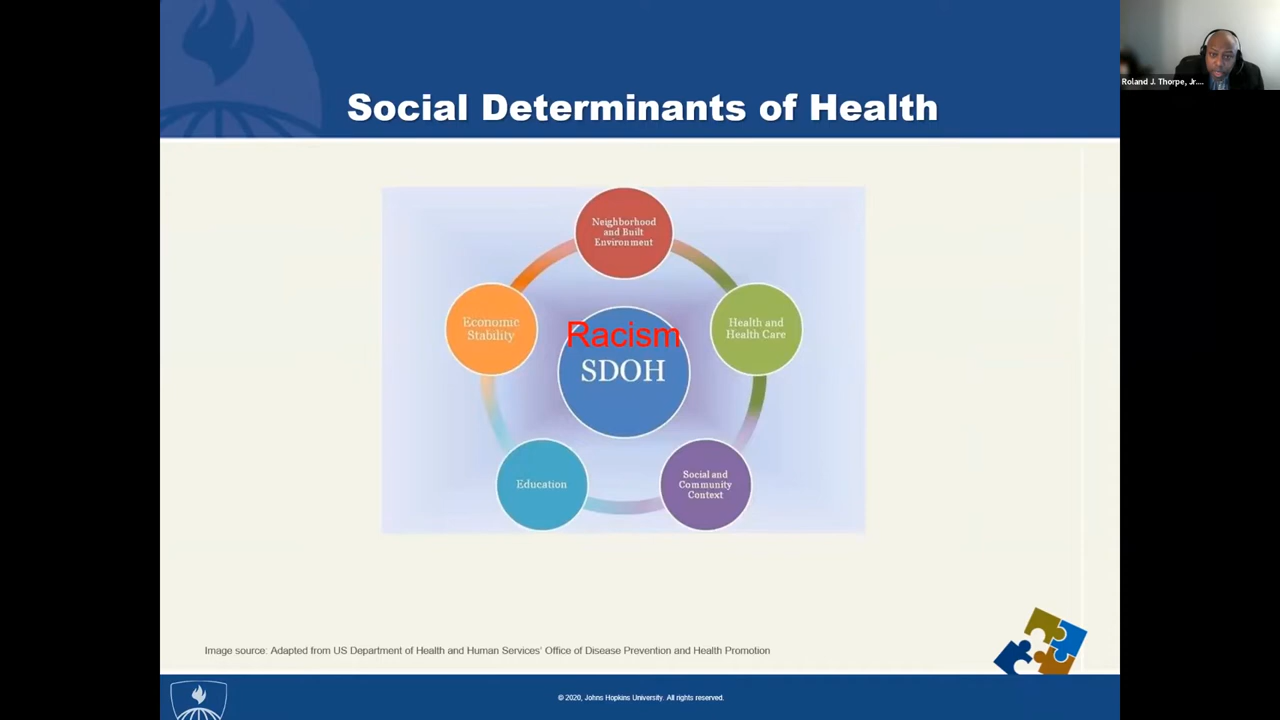 Roland J. Thorpe, Jr....
Social Determinants of Health
Neighborhood
and Built
Environment
Economic
Stability
Health and
Health Care
Racism
SDOH
Education
Social and
Community
Context
Image source: Adapted from US Department of Health and Human Services' Office of Disease Prevention and Health Promotion
© 2020, Johns Hopkins University. All rights reserved.